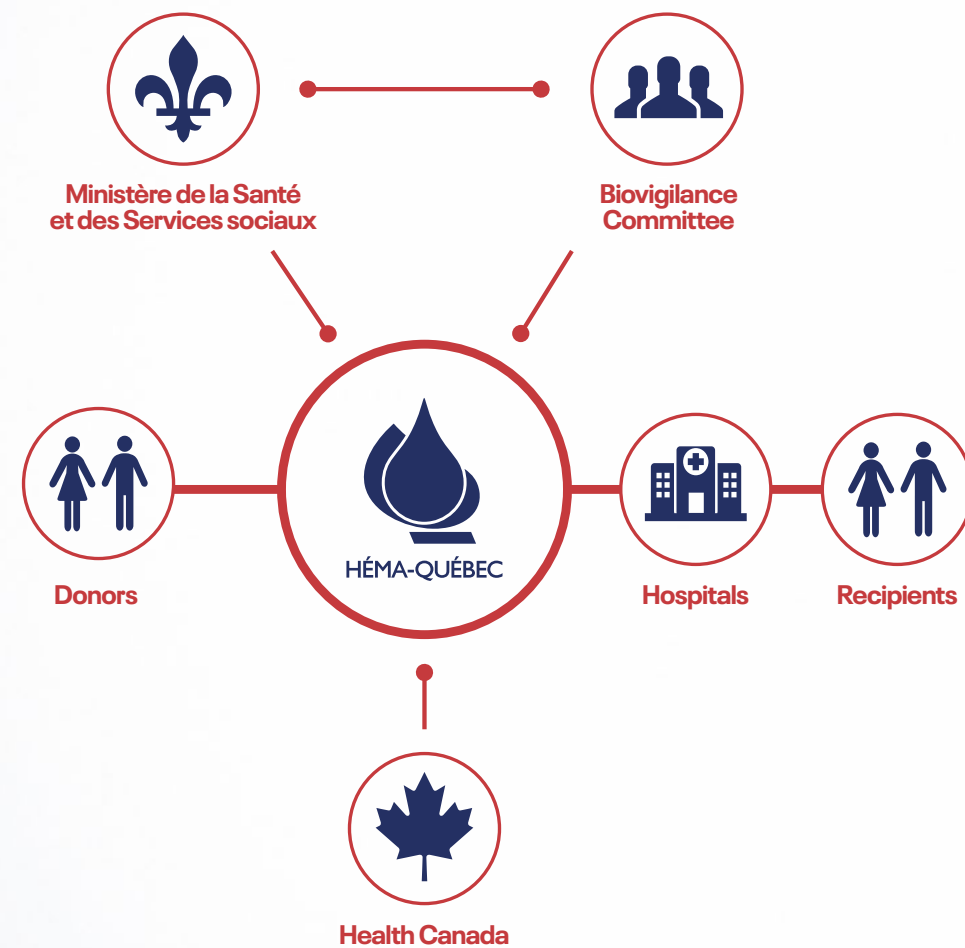 Ministère de la Santé
et des Services sociaux
Biovigilance
Committee
HÉMA-QUÉBEC
Donors
Hospitals
Recipients
Health Canada